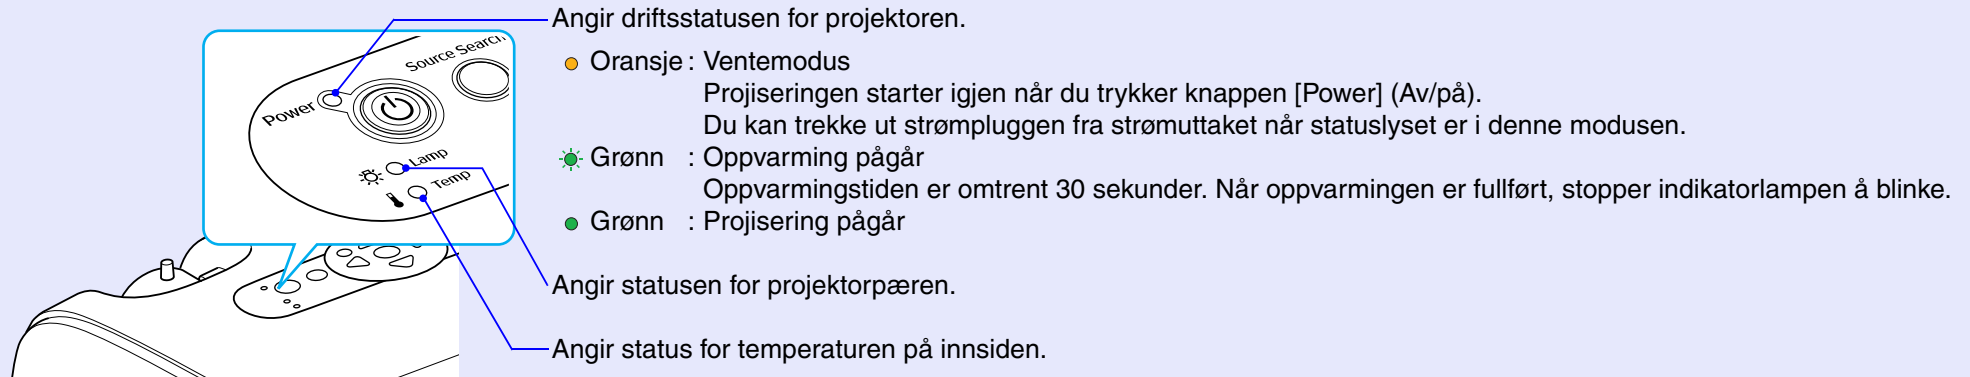 Angir driftsstatusen for projektoren.
Source Search
Power
Lamp
Temp
Oransje : Ventemodus
Projiseringen starter igjen når du trykker knappen [Power] (Av/på).
Du kan trekke ut strømpluggen fra strømuttaket når statuslyset er i denne modusen.
Grønn : Oppvarming pågår
Oppvarmingstiden er omtrent 30 sekunder. Når oppvarmingen er fullført, stopper indikatorlampen å blinke.
Grønn : Projisering pågår
Angir statusen for projektorpæren.
Angir status for temperaturen på innsiden.